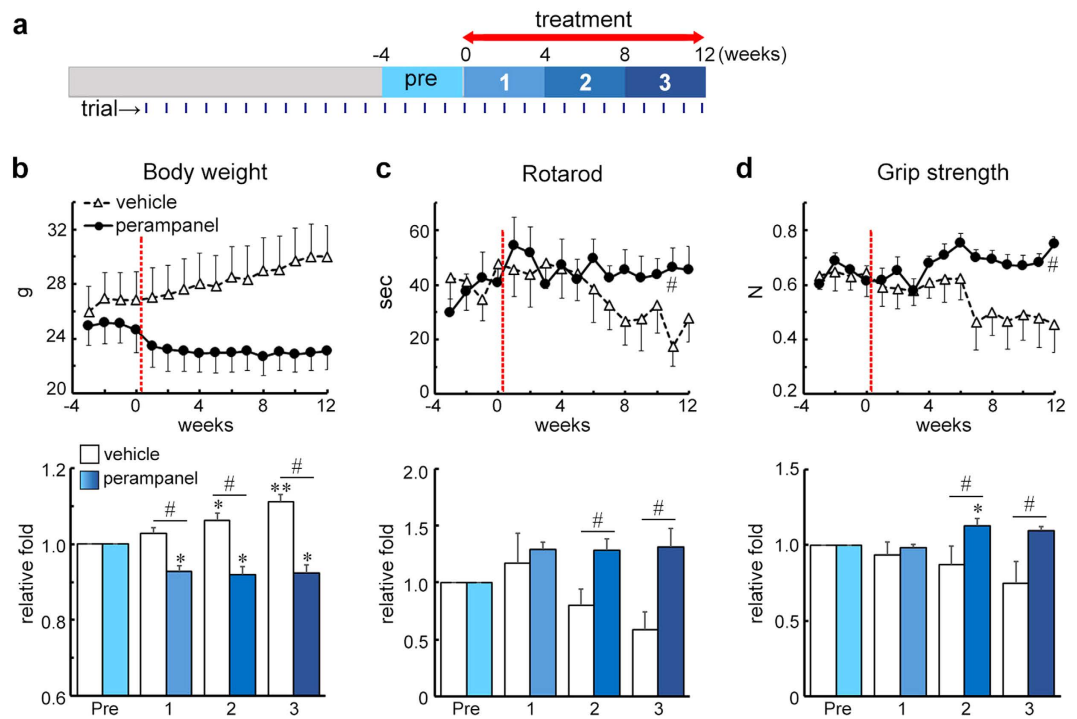 a
treatment
-4 0 4 8 12 (weeks)
pre 1 2 3
trial→
b Body weight
vehicle
perampanel
32
28
24
20
g
-4 0 4 8 12
weeks
c Rotarod
60
40
20
0
sec
#
-4 0 4 8 12
weeks
d Grip strength
0.8
0.6
0.4
0.2
N
#
-4 0 4 8 12
weeks
vehicle
perampanel
1.2
1.0
0.8
0.6
relative fold
# # #
* ** 
* * *
Pre 1 2 3
2.0
1.5
1.0
0.5
0
relative fold
# #
Pre 1 2 3
1.5
1.0
0.5
0
relative fold
# #
*
Pre 1 2 3